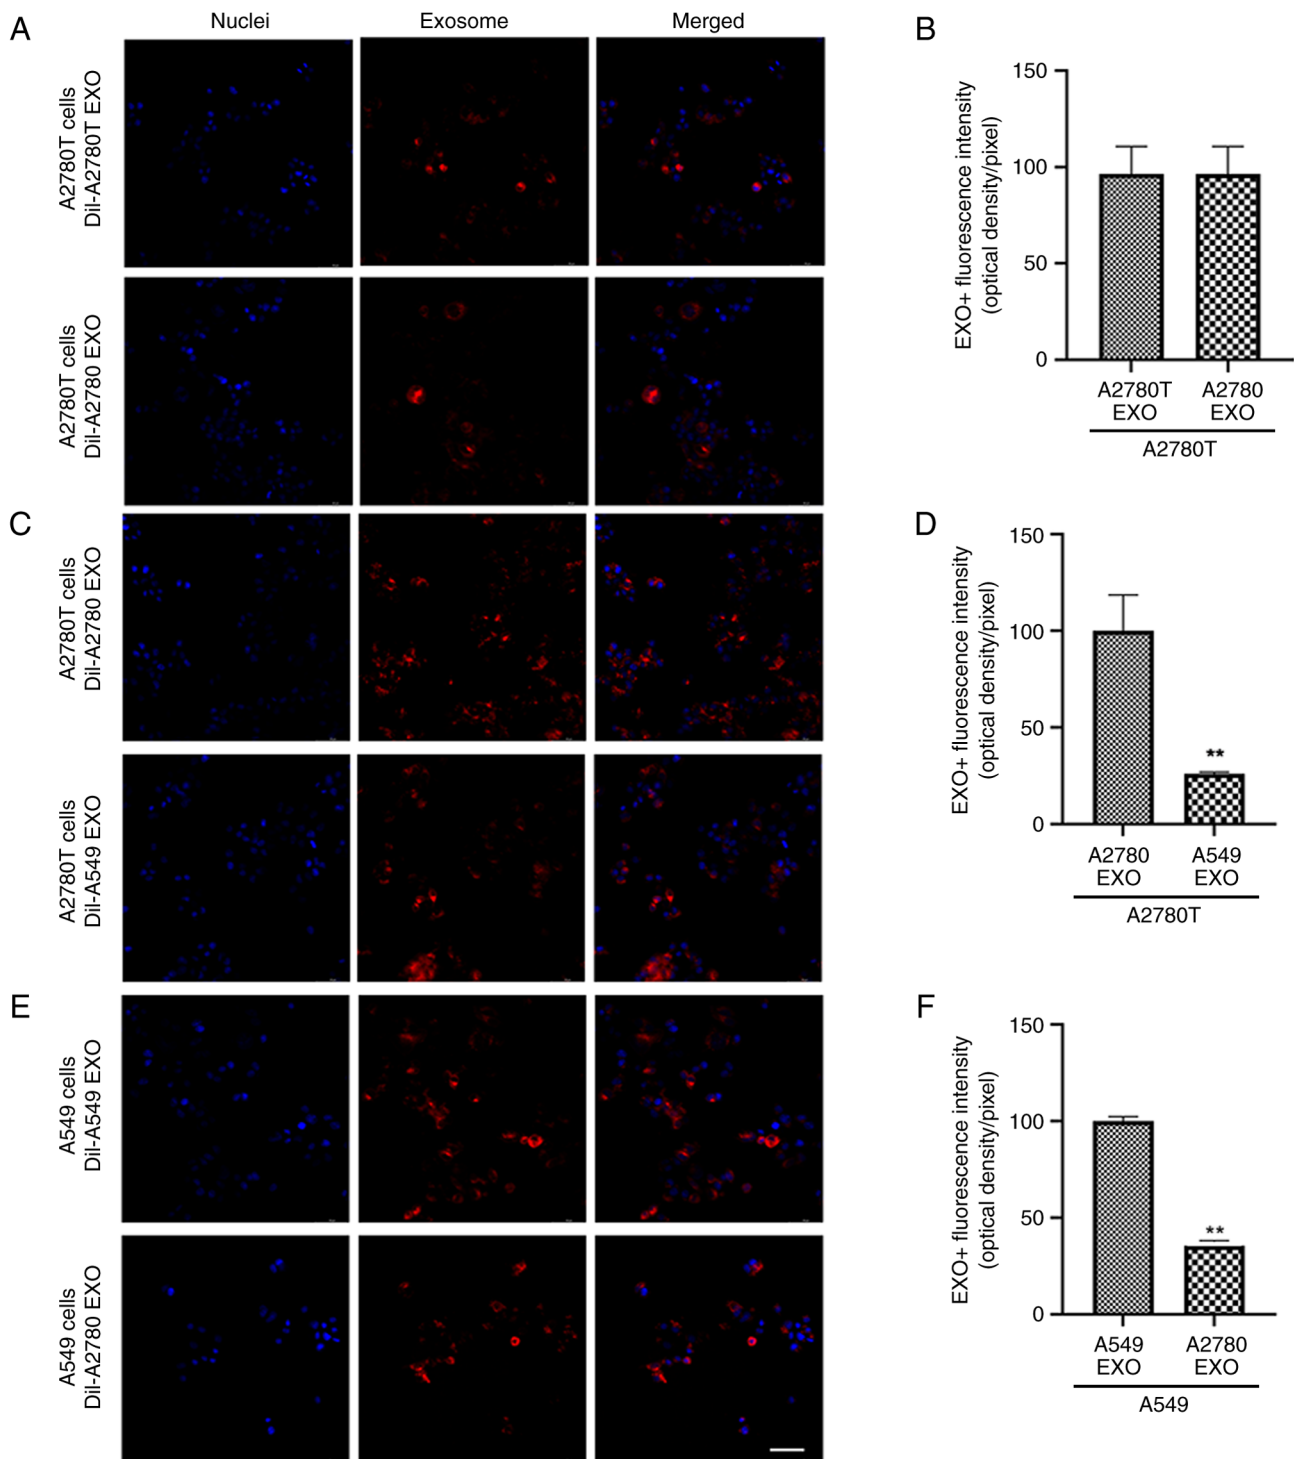 A
Nuclei
Exosome
Merged
A2780T cells
Dil-A2780T EXO
A2780T cells
Dil-A2780 EXO
B
EXO+ fluorescence intensity
(optical density/pixel)
150
100
50
0
A2780T
EXO
A2780
EXO
A2780T
C
A2780T cells
Dil-A2780 EXO
A2780T cells
Dil-A549 EXO
D
EXO+ fluorescence intensity
(optical density/pixel)
150
100
50
0
**
A2780
EXO
A549
EXO
A2780T
E
A549 cells
Dil-A549 EXO
A549 cells
Dil-A2780 EXO
F
EXO+ fluorescence intensity
(optical density/pixel)
150
100
50
0
**
A549
EXO
A2780
EXO
A549